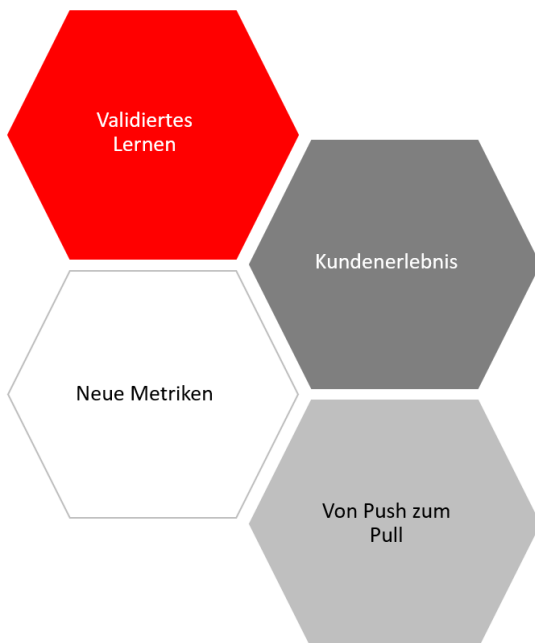 Validiertes
Lernen
Kundenerlebnis
Neue Metriken
Von Push zum
Pull